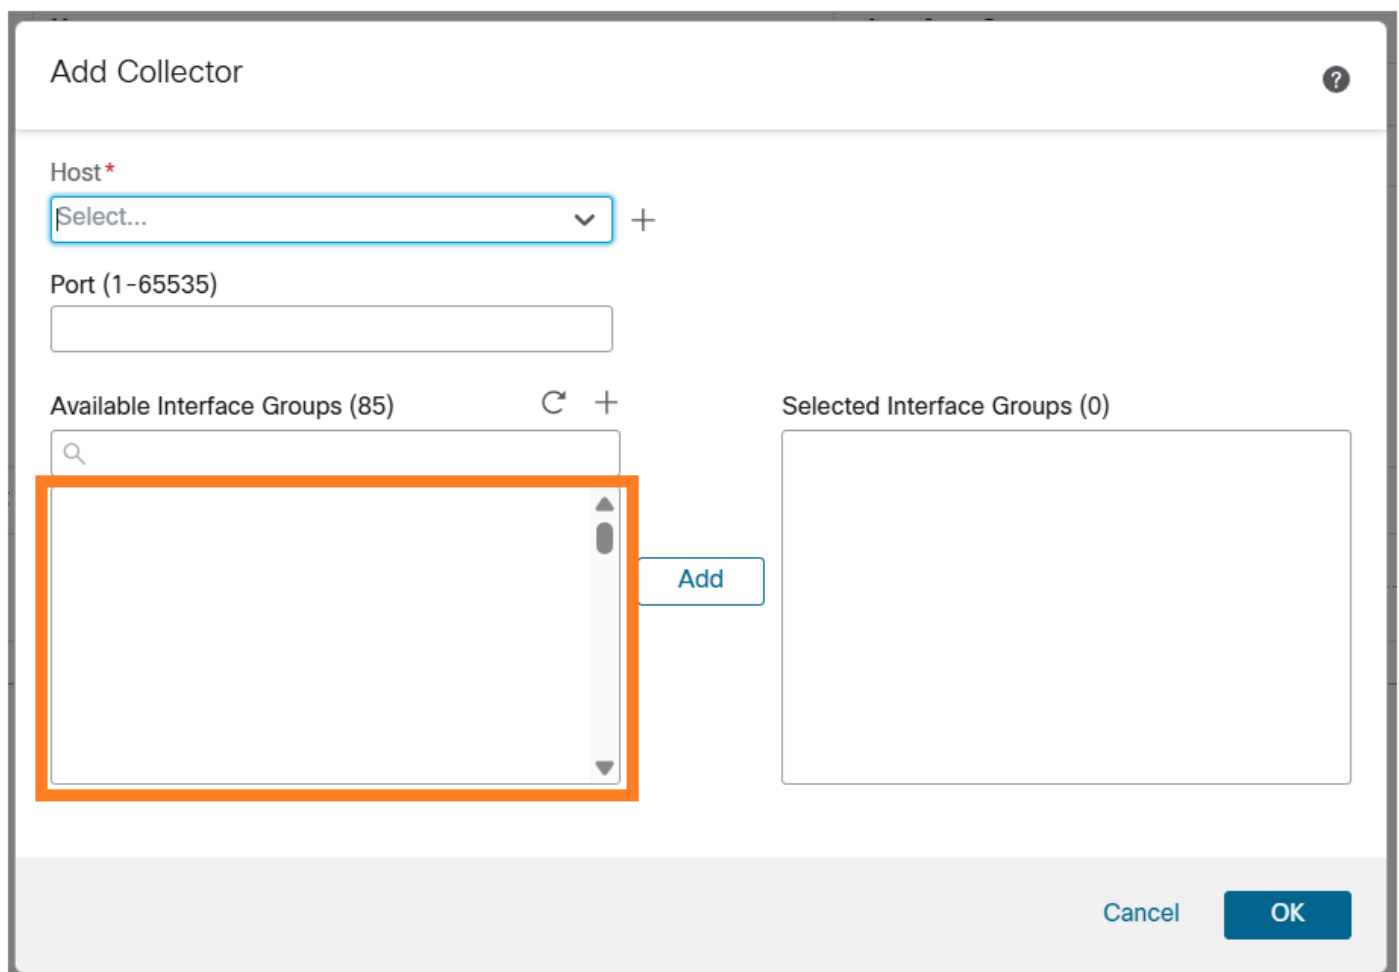 Add Collector
?
Host*
Select...
Port (1-65535)
Available Interface Groups (85)
Selected Interface Groups (0)
Add
Cancel
OK